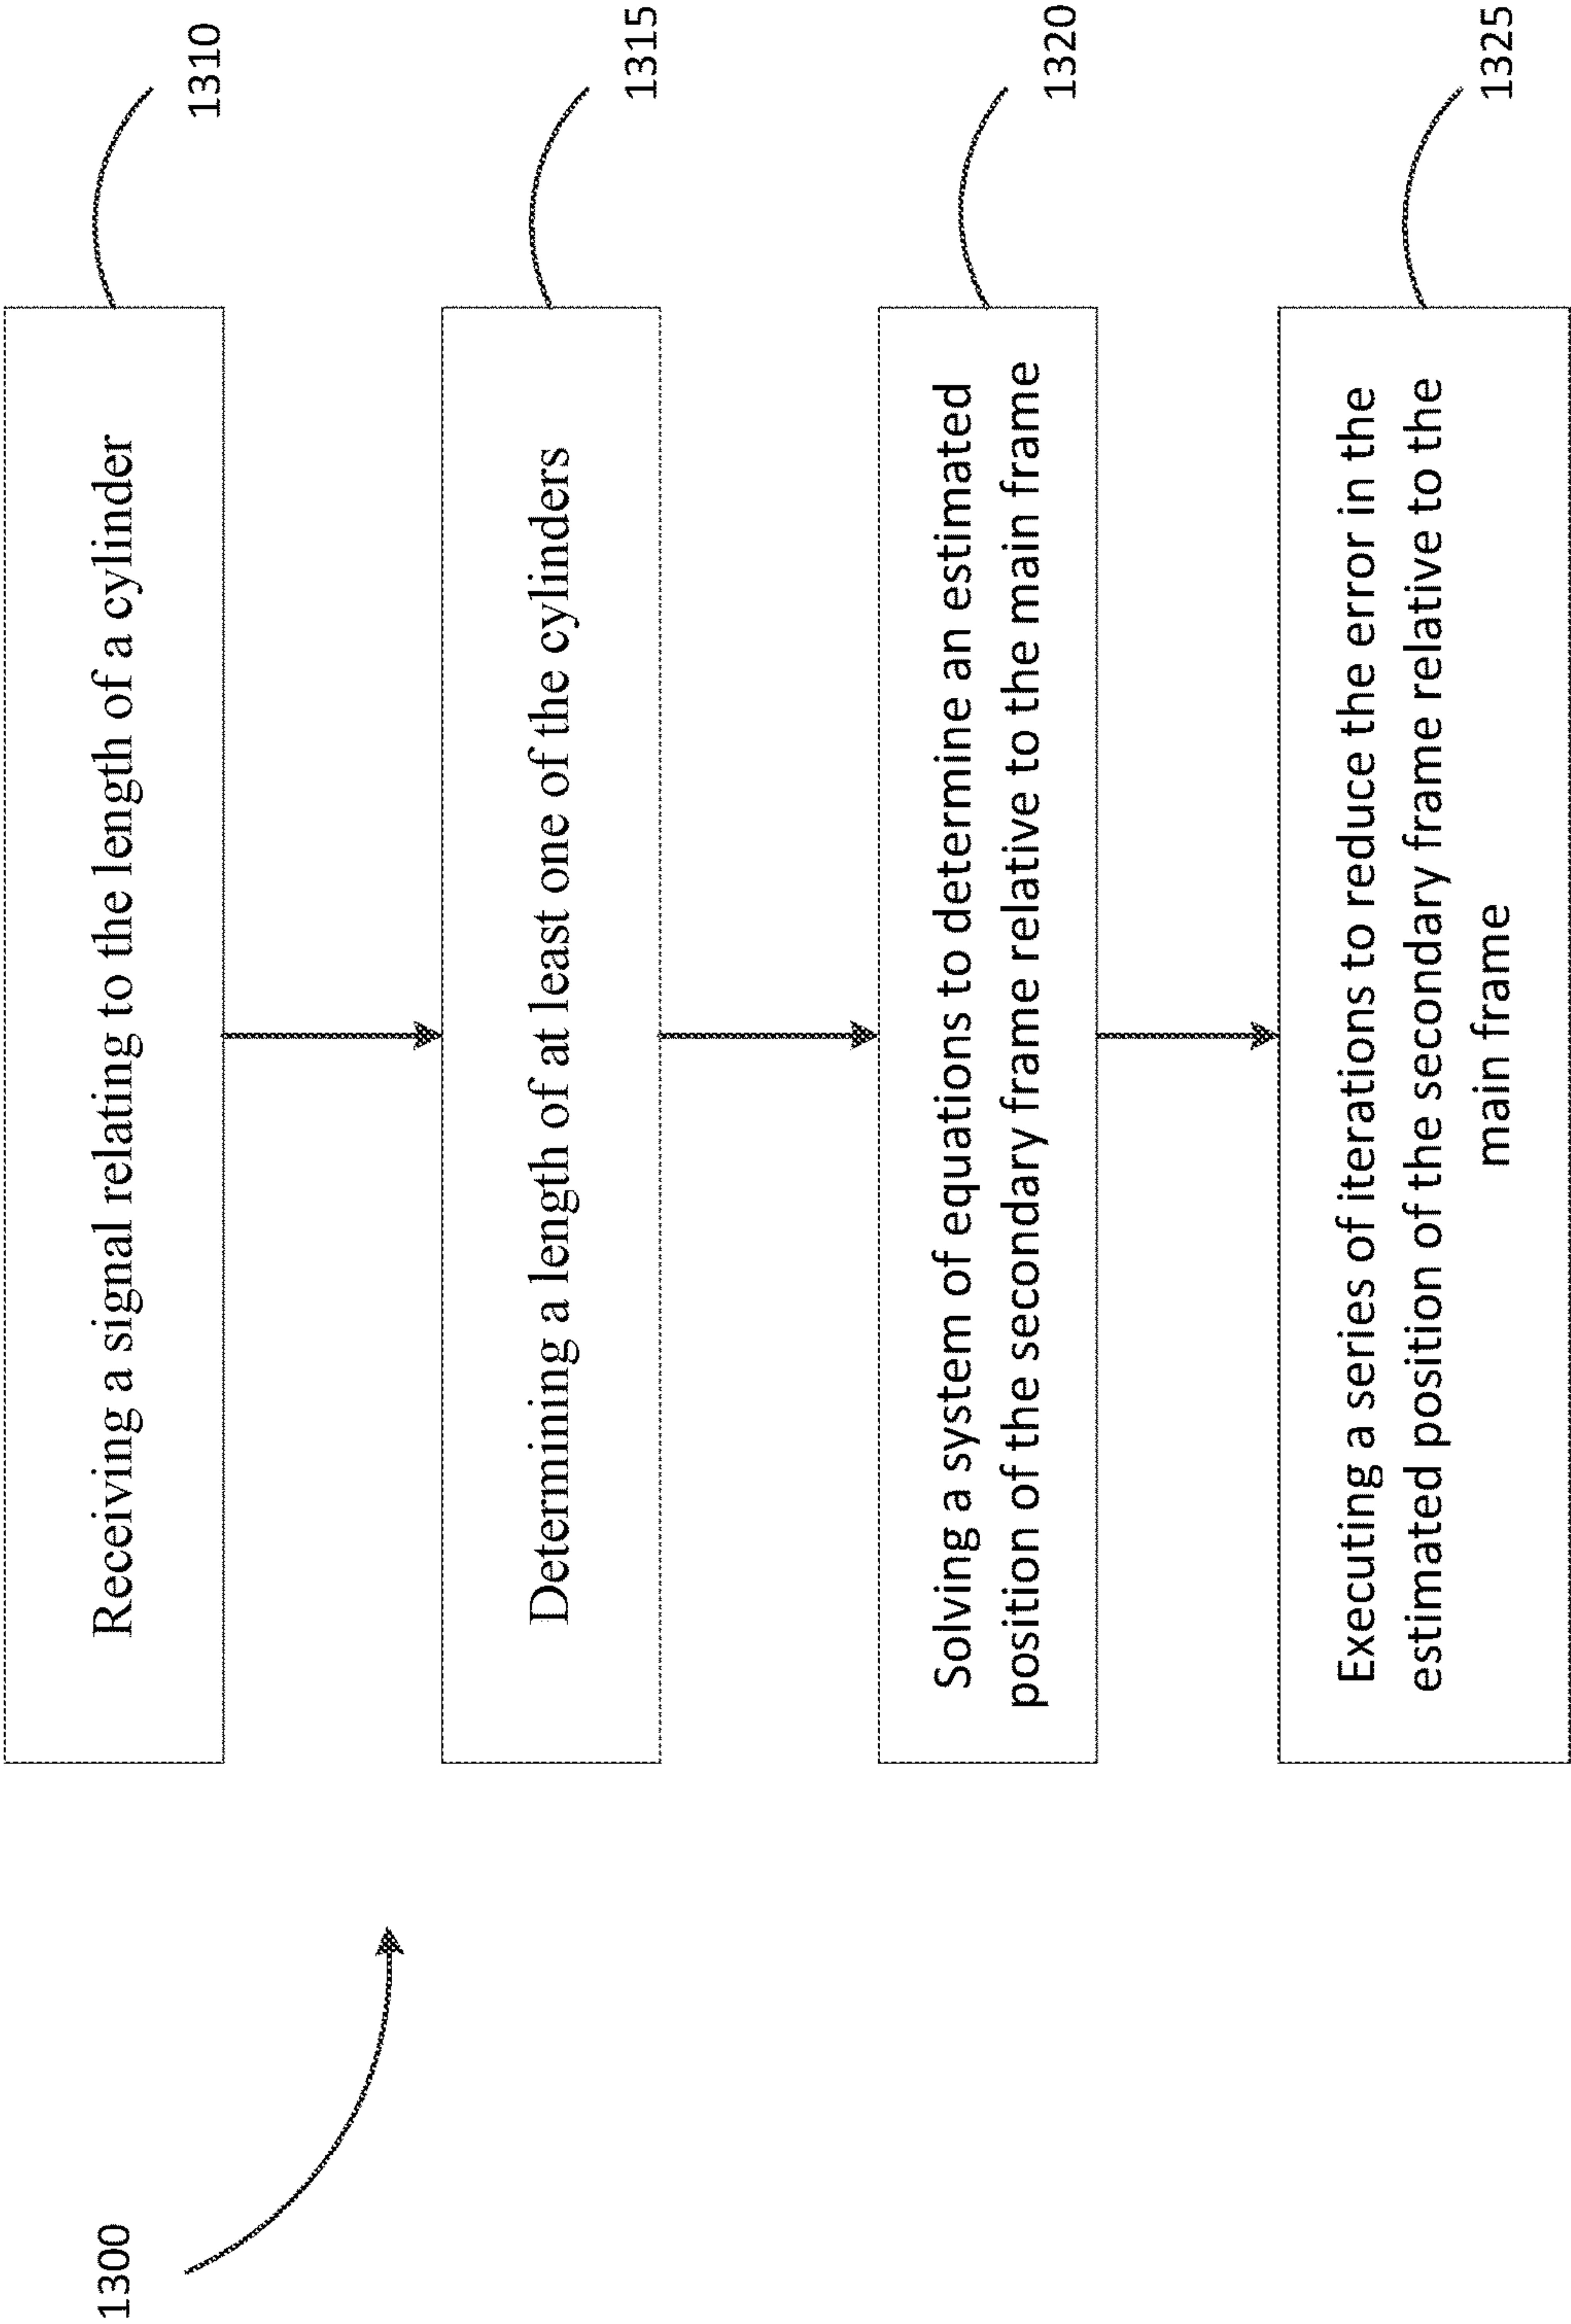 1300
Receiving a signal relating to the length of a cylinder
1310
Determining a length of at least one of the cylinders
1315
Solving a system of equations to determine an estimated
position of the secondary frame relative to the main frame
1320
Executing a series of iterations to reduce the error in the
estimated position of the secondary frame relative to the
main frame
1325